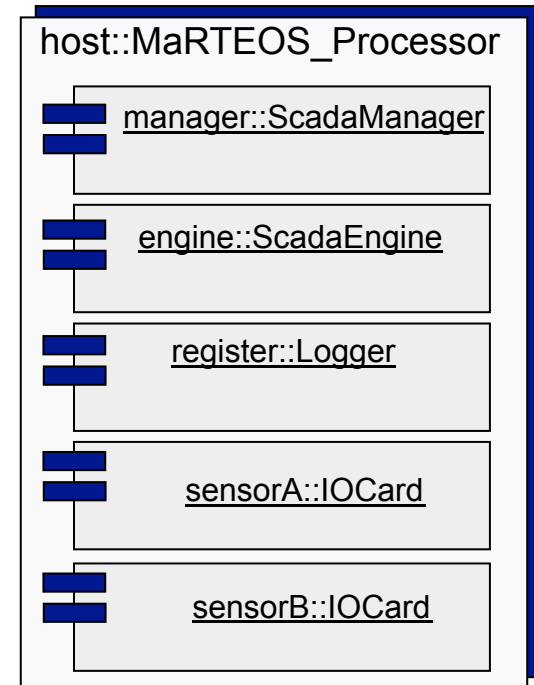 host::MaRTEOS_Processor
manager::ScadaManager
engine::ScadaEngine
register::Logger
sensorA::IOCard
sensorB::IOCard